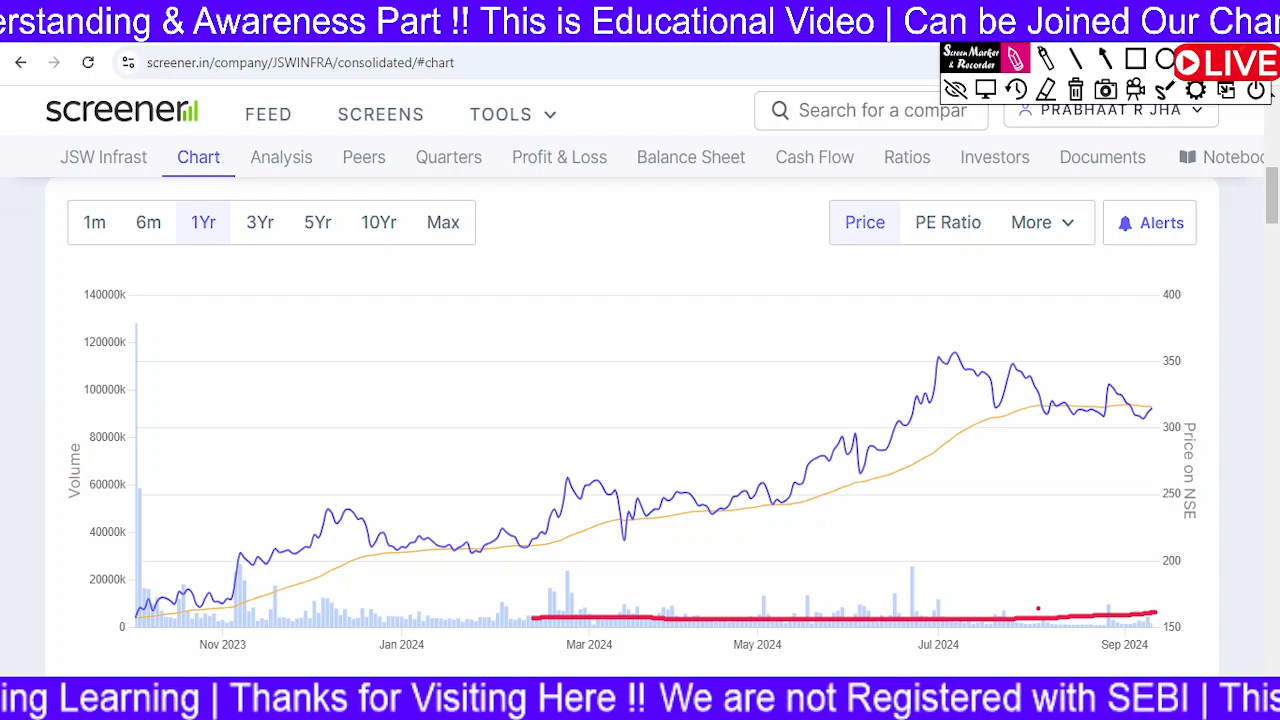 erstanding & Awareness Part !! This is Educational Video | Can be Joined Our Chan
screener.in/company/JSWINFRA/consolidated/#chart
Screen Marker & Recorder
LIVE
screener
FEED SCREENS TOOLS
Search for a compar
PRABHAAT R JHA
JSW Infrast Chart Analysis Peers Quarters Profit & Loss Balance Sheet Cash Flow Ratios Investors Documents Noteboo
1m 6m 1Yr 3Yr 5Yr 10Yr Max
Price PE Ratio More Alerts
140000k 400
120000k
350
100000k
80000k 300
60000k 250
40000k
200
20000k
0 150
Volume
Price on NSE
Nov 2023 Jan 2024 Mar 2024 May 2024 Jul 2024 Sep 2024
ing Learning | Thanks for Visiting Here !! We are not Registered with SEBI | This